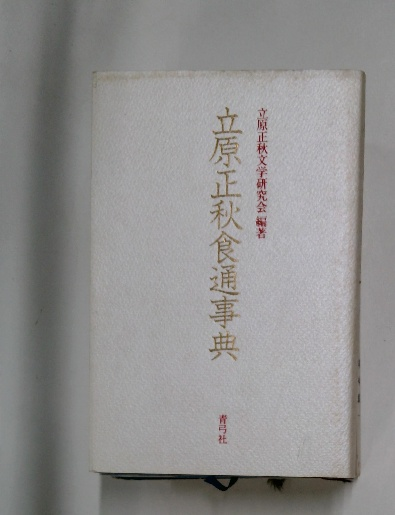 立原正秋文学研究会 編著
立原正秋食通事典
青弓社